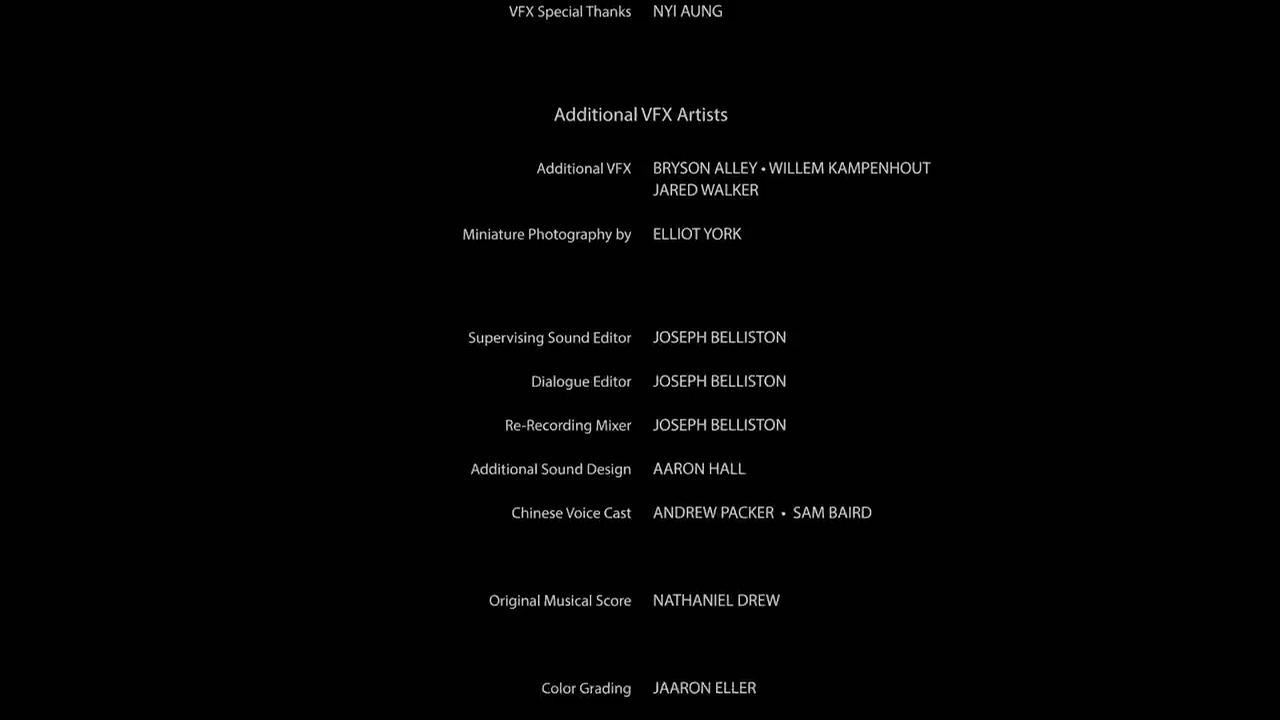 VFX Special Thanks NYI AUNG
Additional VFX Artists
Additional VFX BRYSON ALLEY • WILLEM KAMPENHOUT
JARED WALKER
Miniature Photography by ELLIOT YORK
Supervising Sound Editor JOSEPH BELLISTON
Dialogue Editor JOSEPH BELLISTON
Re-Recording Mixer JOSEPH BELLISTON
Additional Sound Design AARON HALL
Chinese Voice Cast ANDREW PACKER • SAM BAIRD
Original Musical Score NATHANIEL DREW
Color Grading JAARON ELLER